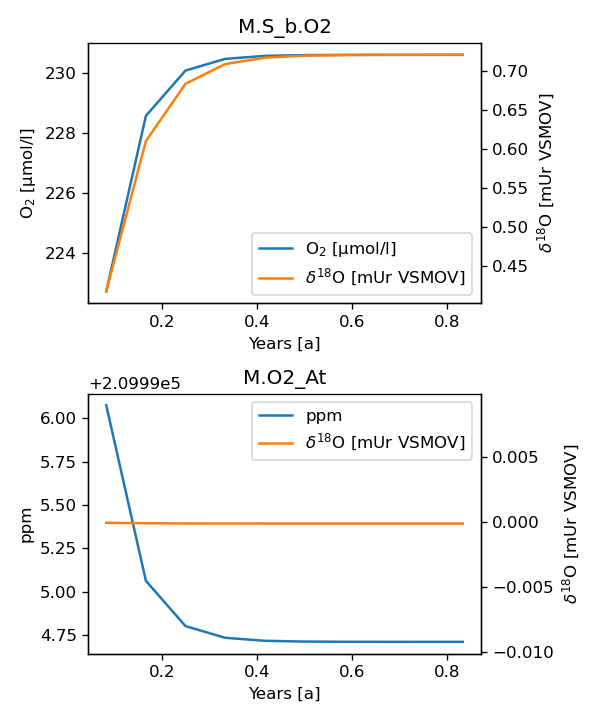 M.S_b.O2
230
228
226
224
O₂ [μmol/l]
0.70
0.65
0.60
0.55
0.50
0.45
δ¹⁸O [mUr VSMOV]
O₂ [μmol/l]
δ¹⁸O [mUr VSMOV]
0.2 0.4 0.6 0.8
Years [a]
M.O2_At
+2.0999e5
6.00
5.75
5.50
5.25
5.00
4.75
ppm
ppm
δ¹⁸O [mUr VSMOV]
0.005
0.000
−0.005
−0.010
δ¹⁸O [mUr VSMOV]
0.2 0.4 0.6 0.8
Years [a]